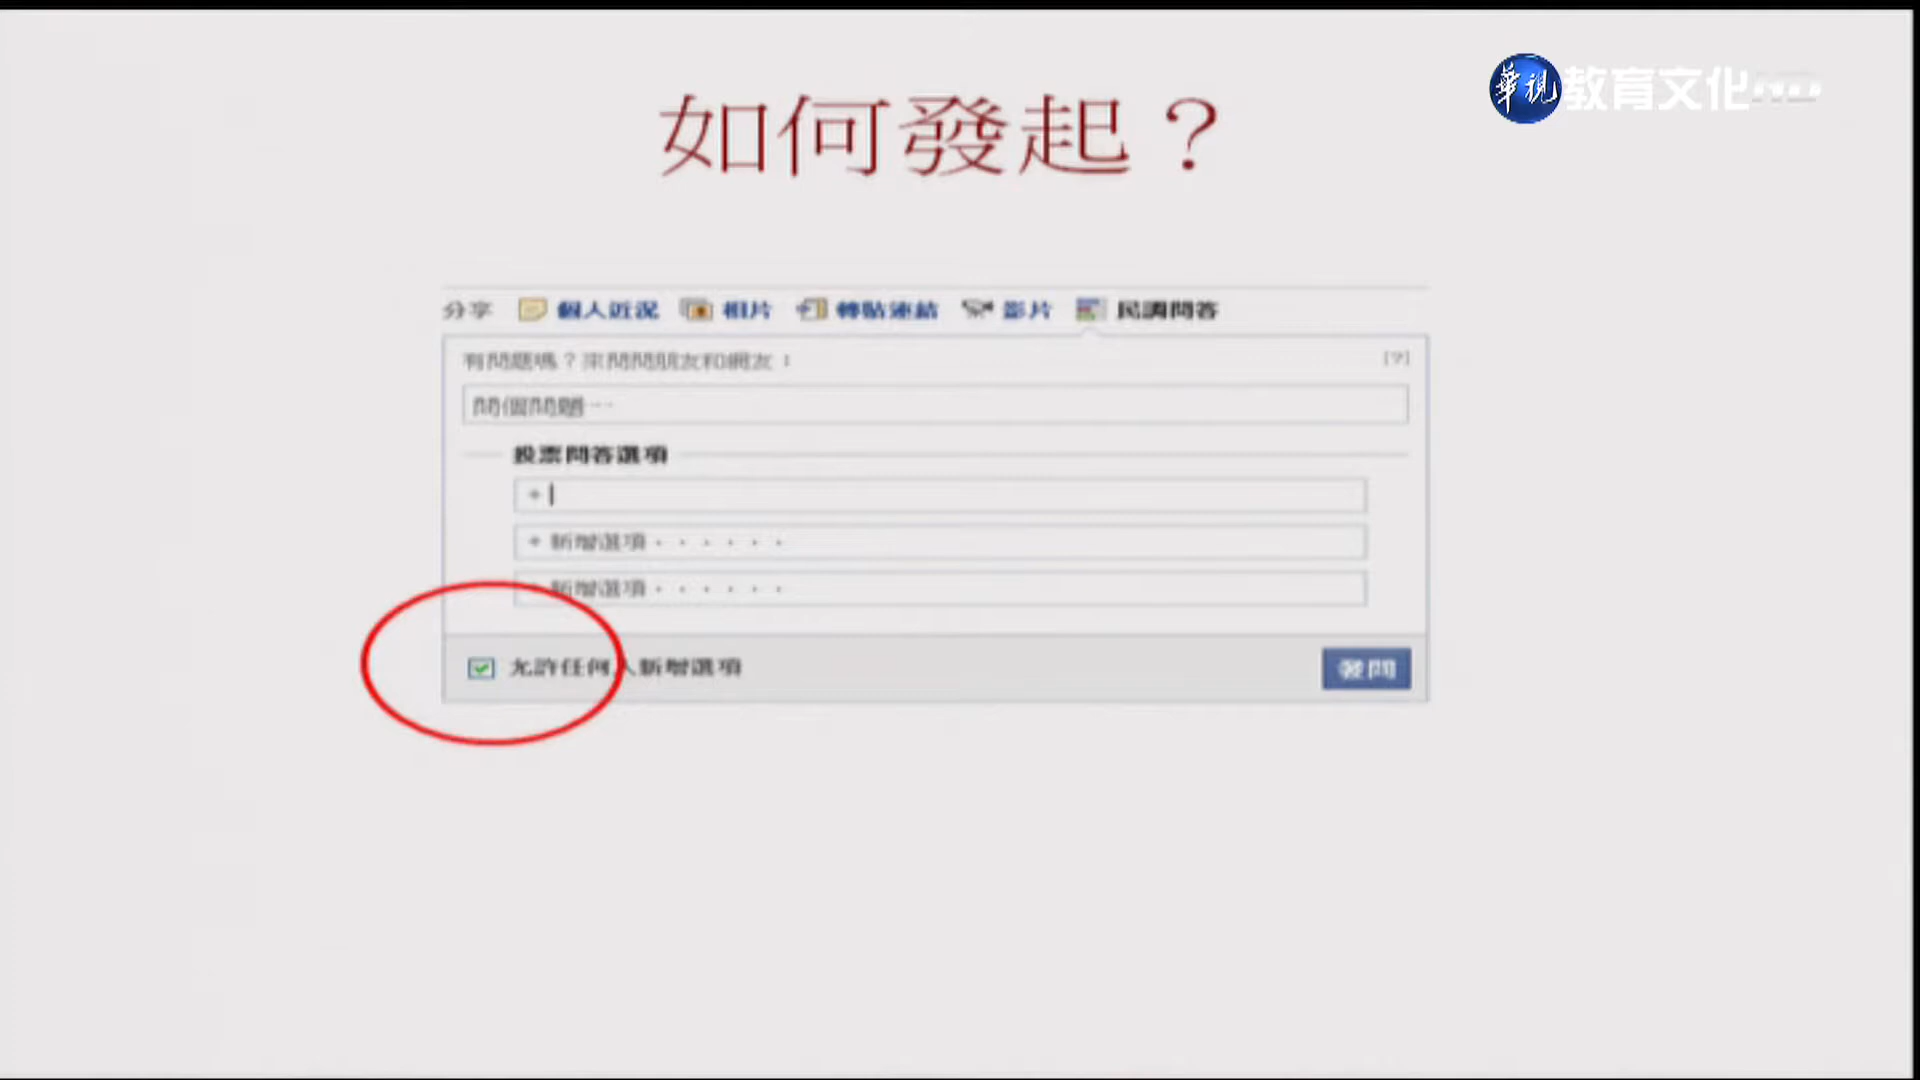 華視 教育文化HD
如何發起？
分享 個人近況 相片 轉貼連結 影片 民調問答
有問題嗎？來問問朋友和網友： [?]
問個問題…
投票問答選項
+
+ 新增選項......
+ 新增選項......
允許任何人新增選項 發問